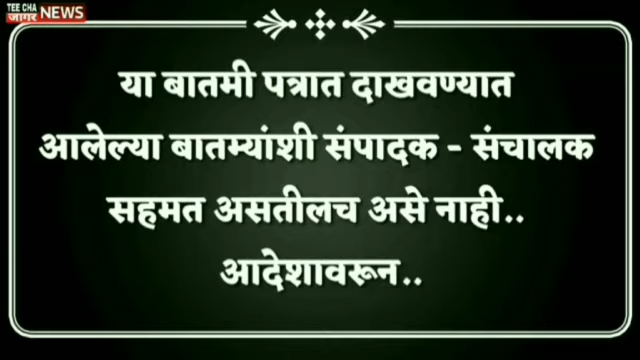 TEE CHA
जागर NEWS
या बातमी पत्रात दाखवण्यात
आलेल्या बातम्यांशी संपादक - संचालक
सहमत असतीलच असे नाही..
आदेशावरून..